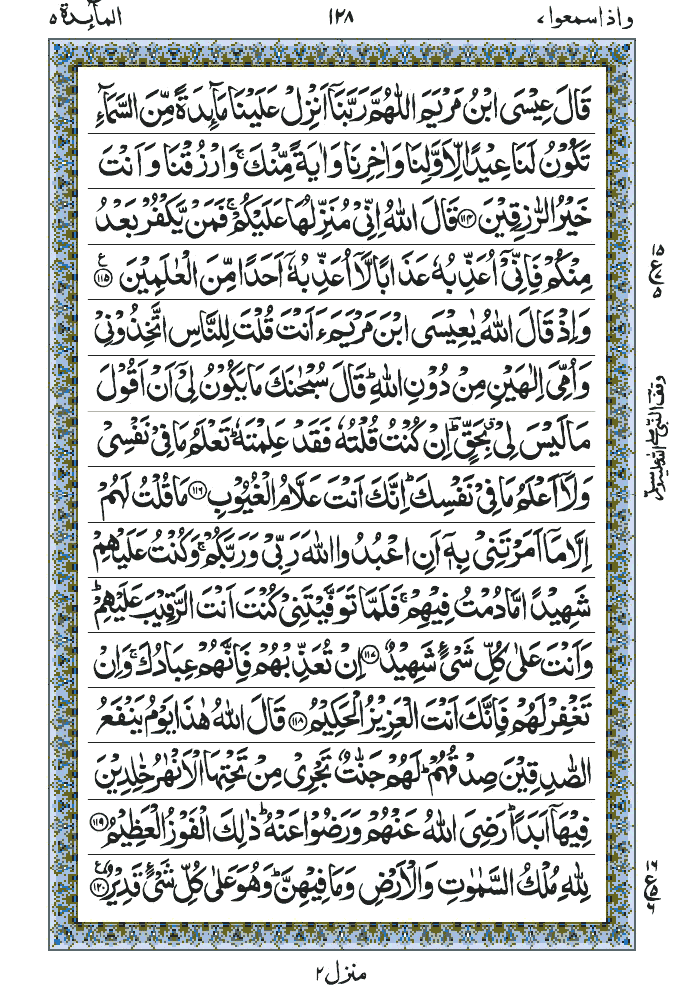 واذا سمعوا ٧ ١٢٨ المآئدة ٥
قَالَ عِيْسَى ابْنُ مَرْيَمَ اللّٰهُمَّ رَبَّنَاۤ اَنْزِلْ عَلَيْنَا مَآئِدَةً مِّنَ السَّمَآءِ
تَكُوْنُ لَنَا عِيْدًا لِّاَوَّلِنَا وَاٰخِرِنَا وَاٰيَةً مِّنْكَ ۚ وَارْزُقْنَا وَاَنْتَ
خَيْرُ الرّٰزِقِيْنَ ﴿١١٤﴾ قَالَ اللّٰهُ اِنِّيْ مُنَزِّلُهَا عَلَيْكُمْ ۚ فَمَنْ يَّكْفُرْ بَعْدُ
مِنْكُمْ فَاِنِّيْۤ اُعَذِّبُهٗ عَذَابًا لَّاۤ اُعَذِّبُهٗۤ اَحَدًا مِّنَ الْعٰلَمِيْنَ ﴿١١٥﴾ ع
وَاِذْ قَالَ اللّٰهُ يٰعِيْسَى ابْنَ مَرْيَمَ ءَاَنْتَ قُلْتَ لِلنَّاسِ اتَّخِذُوْنِيْ
وَاُمِّيَ اِلٰهَيْنِ مِنْ دُوْنِ اللّٰهِ ؕ قَالَ سُبْحٰنَكَ مَا يَكُوْنُ لِيْۤ اَنْ اَقُوْلَ
مَا لَيْسَ لِيْ بِحَقٍّ ؕ اِنْ كُنْتُ قُلْتُهٗ فَقَدْ عَلِمْتَهٗ ؕ تَعْلَمُ مَا فِيْ نَفْسِيْ
وَلَاۤ اَعْلَمُ مَا فِيْ نَفْسِكَ ؕ اِنَّكَ اَنْتَ عَلَّامُ الْغُيُوْبِ ﴿١١٦﴾ مَا قُلْتُ لَهُمْ
اِلَّا مَاۤ اَمَرْتَنِيْ بِهٖۤ اَنِ اعْبُدُوا اللّٰهَ رَبِّيْ وَرَبَّكُمْ ۚ وَكُنْتُ عَلَيْهِمْ
شَهِيْدًا مَّا دُمْتُ فِيْهِمْ ۚ فَلَمَّا تَوَفَّيْتَنِيْ كُنْتَ اَنْتَ الرَّقِيْبَ عَلَيْهِمْ ؕ
وَاَنْتَ عَلٰى كُلِّ شَيْءٍ شَهِيْدٌ ﴿١١٧﴾ اِنْ تُعَذِّبْهُمْ فَاِنَّهُمْ عِبَادُكَ ۚ وَاِنْ
تَغْفِرْ لَهُمْ فَاِنَّكَ اَنْتَ الْعَزِيْزُ الْحَكِيْمُ ﴿١١٨﴾ قَالَ اللّٰهُ هٰذَا يَوْمُ يَنْفَعُ
الصّٰدِقِيْنَ صِدْقُهُمْ ؕ لَهُمْ جَنّٰتٌ تَجْرِيْ مِنْ تَحْتِهَا الْاَنْهٰرُ خٰلِدِيْنَ
فِيْهَاۤ اَبَدًا ؕ رَضِيَ اللّٰهُ عَنْهُمْ وَرَضُوْا عَنْهُ ؕ ذٰلِكَ الْفَوْزُ الْعَظِيْمُ ﴿١١٩﴾
لِلّٰهِ مُلْكُ السَّمٰوٰتِ وَالْاَرْضِ وَمَا فِيْهِنَّ ؕ وَهُوَ عَلٰى كُلِّ شَيْءٍ قَدِيْرٌ ﴿١٢٠﴾ ع
منزل ٢